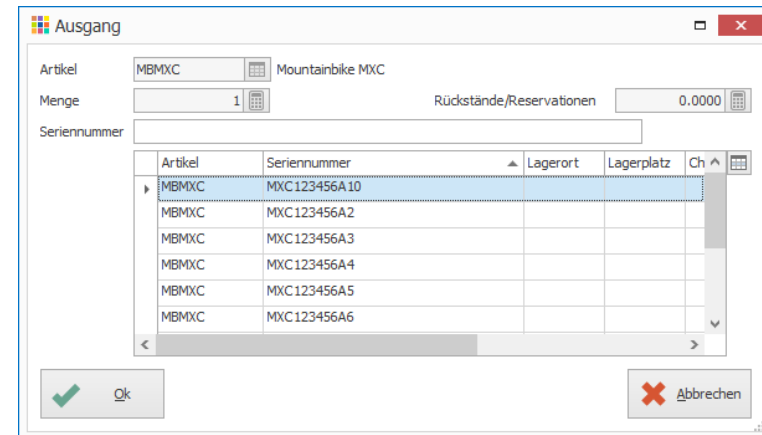 Ausgang
Artikel MBMXC Mountainbike MXC
Menge 1 Rückstände/Reservationen 0.0000
Seriennummer
Artikel Seriennummer Lagerort Lagerplatz Ch
MBMXC MXC123456A10
MBMXC MXC123456A2
MBMXC MXC123456A3
MBMXC MXC123456A4
MBMXC MXC123456A5
MBMXC MXC123456A6
Ok Abbrechen